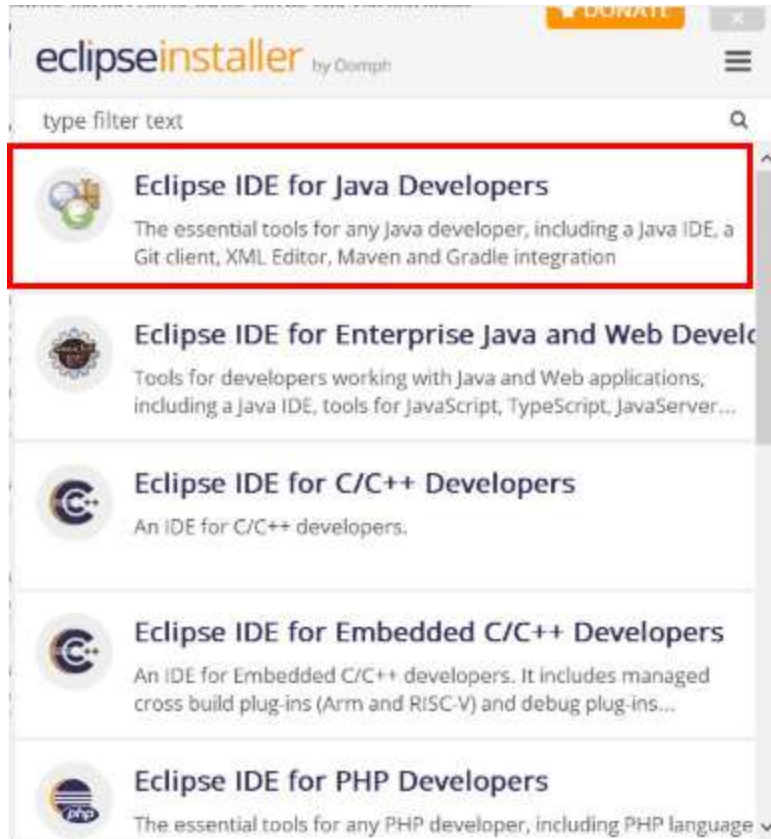 DONATE
eclipseinstaller by Oomph
type filter text
Eclipse IDE for Java Developers
The essential tools for any Java developer, including a Java IDE, a
Git client, XML Editor, Maven and Gradle integration
Eclipse IDE for Enterprise Java and Web Develo
Tools for developers working with Java and Web applications,
including a Java IDE, tools for JavaScript, TypeScript, JavaServer...
Eclipse IDE for C/C++ Developers
An IDE for C/C++ developers.
Eclipse IDE for Embedded C/C++ Developers
An IDE for Embedded C/C++ developers. It includes managed
cross build plug-ins (Arm and RISC-V) and debug plug-ins...
php
Eclipse IDE for PHP Developers
The essential tools for any PHP developer, including PHP language